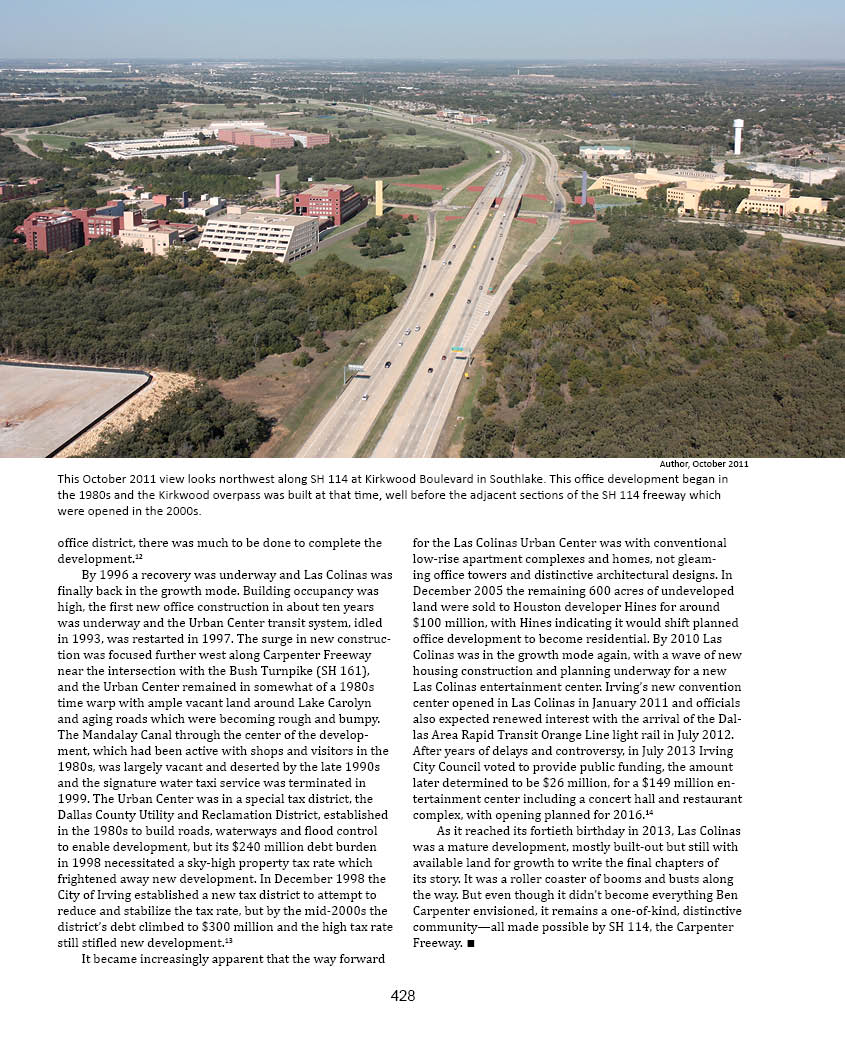 Author, October 2011
This October 2011 view looks northwest along SH 114 at Kirkwood Boulevard in Southlake. This office development began in
the 1980s and the Kirkwood overpass was built at that time, well before the adjacent sections of the SH 114 freeway which
were opened in the 2000s.
office district, there was much to be done to complete the
development.¹²
By 1996 a recovery was underway and Las Colinas was
finally back in the growth mode. Building occupancy was
high, the first new office construction in about ten years
was underway and the Urban Center transit system, idled
in 1993, was restarted in 1997. The surge in new construc-
tion was focused further west along Carpenter Freeway
near the intersection with the Bush Turnpike (SH 161),
and the Urban Center remained in somewhat of a 1980s
time warp with ample vacant land around Lake Carolyn
and aging roads which were becoming rough and bumpy.
The Mandalay Canal through the center of the develop-
ment, which had been active with shops and visitors in the
1980s, was largely vacant and deserted by the late 1990s
and the signature water taxi service was terminated in
1999. The Urban Center was in a special tax district, the
Dallas County Utility and Reclamation District, established
in the 1980s to build roads, waterways and flood control
to enable development, but its $240 million debt burden
in 1998 necessitated a sky-high property tax rate which
frightened away new development. In December 1998 the
City of Irving established a new tax district to attempt to
reduce and stabilize the tax rate, but by the mid-2000s the
district's debt climbed to $300 million and the high tax rate
still stifled new development.¹³
It became increasingly apparent that the way forward
for the Las Colinas Urban Center was with conventional
low-rise apartment complexes and homes, not gleam-
ing office towers and distinctive architectural designs. In
December 2005 the remaining 600 acres of undeveloped
land were sold to Houston developer Hines for around
$100 million, with Hines indicating it would shift planned
office development to become residential. By 2010 Las
Colinas was in the growth mode again, with a wave of new
housing construction and planning underway for a new
Las Colinas entertainment center. Irving's new convention
center opened in Las Colinas in January 2011 and officials
also expected renewed interest with the arrival of the Dal-
las Area Rapid Transit Orange Line light rail in July 2012.
After years of delays and controversy, in July 2013 Irving
City Council voted to provide public funding, the amount
later determined to be $26 million, for a $149 million en-
tertainment center including a concert hall and restaurant
complex, with opening planned for 2016.¹⁴
As it reached its fortieth birthday in 2013, Las Colinas
was a mature development, mostly built-out but still with
available land for growth to write the final chapters of
its story. It was a roller coaster of booms and busts along
the way. But even though it didn't become everything Ben
Carpenter envisioned, it remains a one-of-kind, distinctive
community—all made possible by SH 114, the Carpenter
Freeway. ■
428